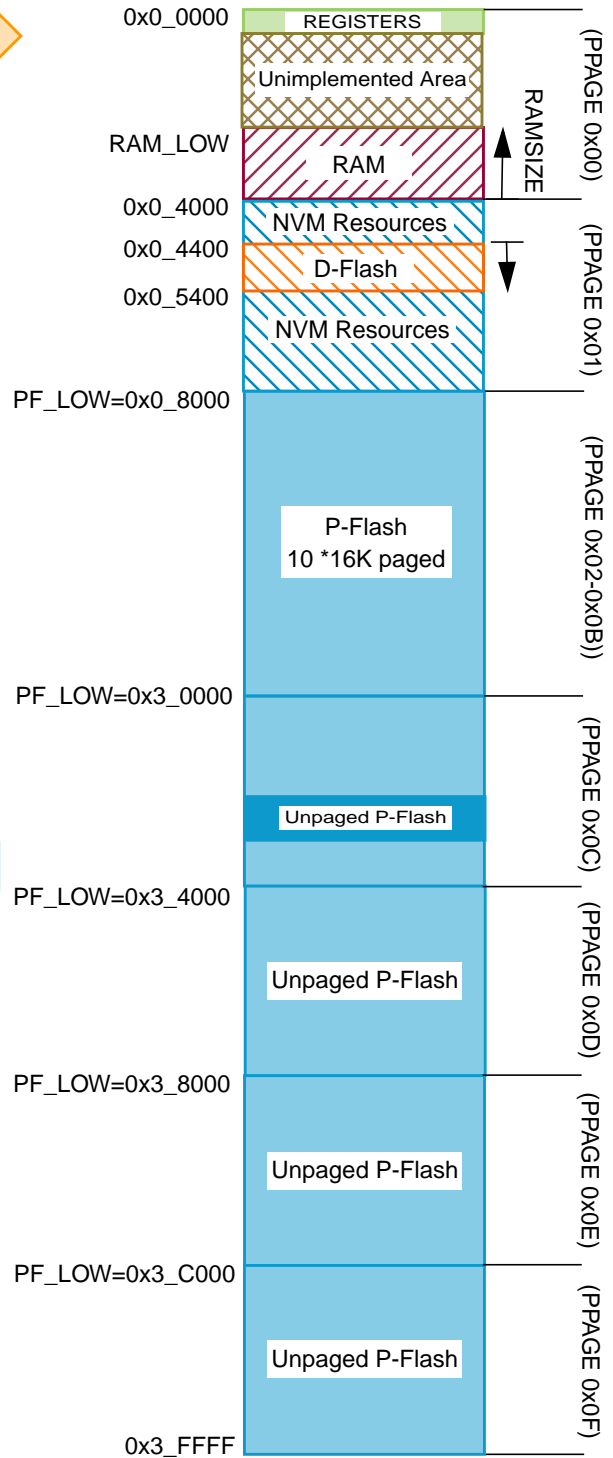 0x0_0000
REGISTERS
(PPAGE 0x00)
Unimplemented Area
RAMSIZE
RAM_LOW
RAM
0x0_4000
NVM Resources
(PPAGE 0x01)
0x0_4400
D-Flash
0x0_5400
NVM Resources
PF_LOW=0x0_8000
P-Flash
10 *16K paged
(PPAGE 0x02-0x0B))
PF_LOW=0x3_0000
Unpaged P-Flash
(PPAGE 0x0C)
PF_LOW=0x3_4000
Unpaged P-Flash
(PPAGE 0x0D)
PF_LOW=0x3_8000
Unpaged P-Flash
(PPAGE 0x0E)
PF_LOW=0x3_C000
Unpaged P-Flash
(PPAGE 0x0F)
0x3_FFFF